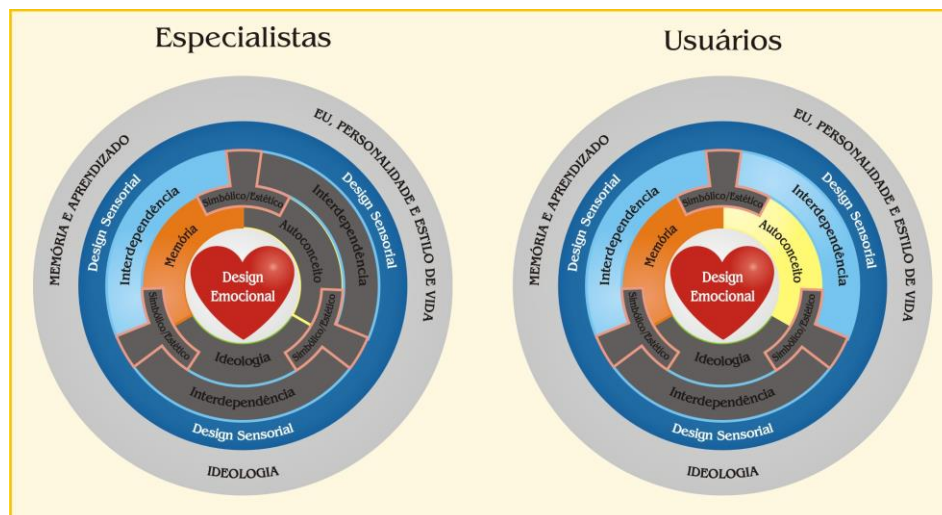 Especialistas
MEMÓRIA E APRENDIZADO
EU, PERSONALIDADE E ESTILO DE VIDA
IDEOLOGIA
Design Sensorial
Design Sensorial
Design Sensorial
Interdependência
Interdependência
Interdependência
Simbólico/Estético
Simbólico/Estético
Simbólico/Estético
Memória
Autoconceito
Ideologia
Design
Emocional
Usuários
MEMÓRIA E APRENDIZADO
EU, PERSONALIDADE E ESTILO DE VIDA
IDEOLOGIA
Design Sensorial
Design Sensorial
Design Sensorial
Interdependência
Interdependência
Interdependência
Simbólico/Estético
Simbólico/Estético
Simbólico/Estético
Memória
Autoconceito
Ideologia
Design
Emocional